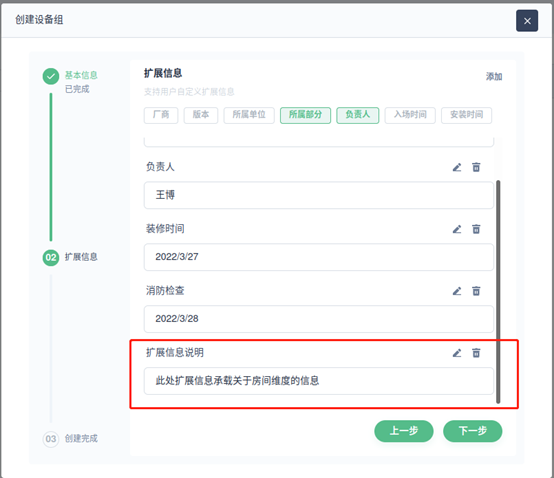 创建设备组
基本信息
已完成
02
扩展信息
03
创建完成
扩展信息
添加
支持用户自定义扩展信息
厂商 版本 所属单位 所属部分 负责人 入场时间 安装时间
负责人
王博
装修时间
2022/3/27
消防检查
2022/3/28
扩展信息说明
此处扩展信息承载关于房间维度的信息
上一步 下一步